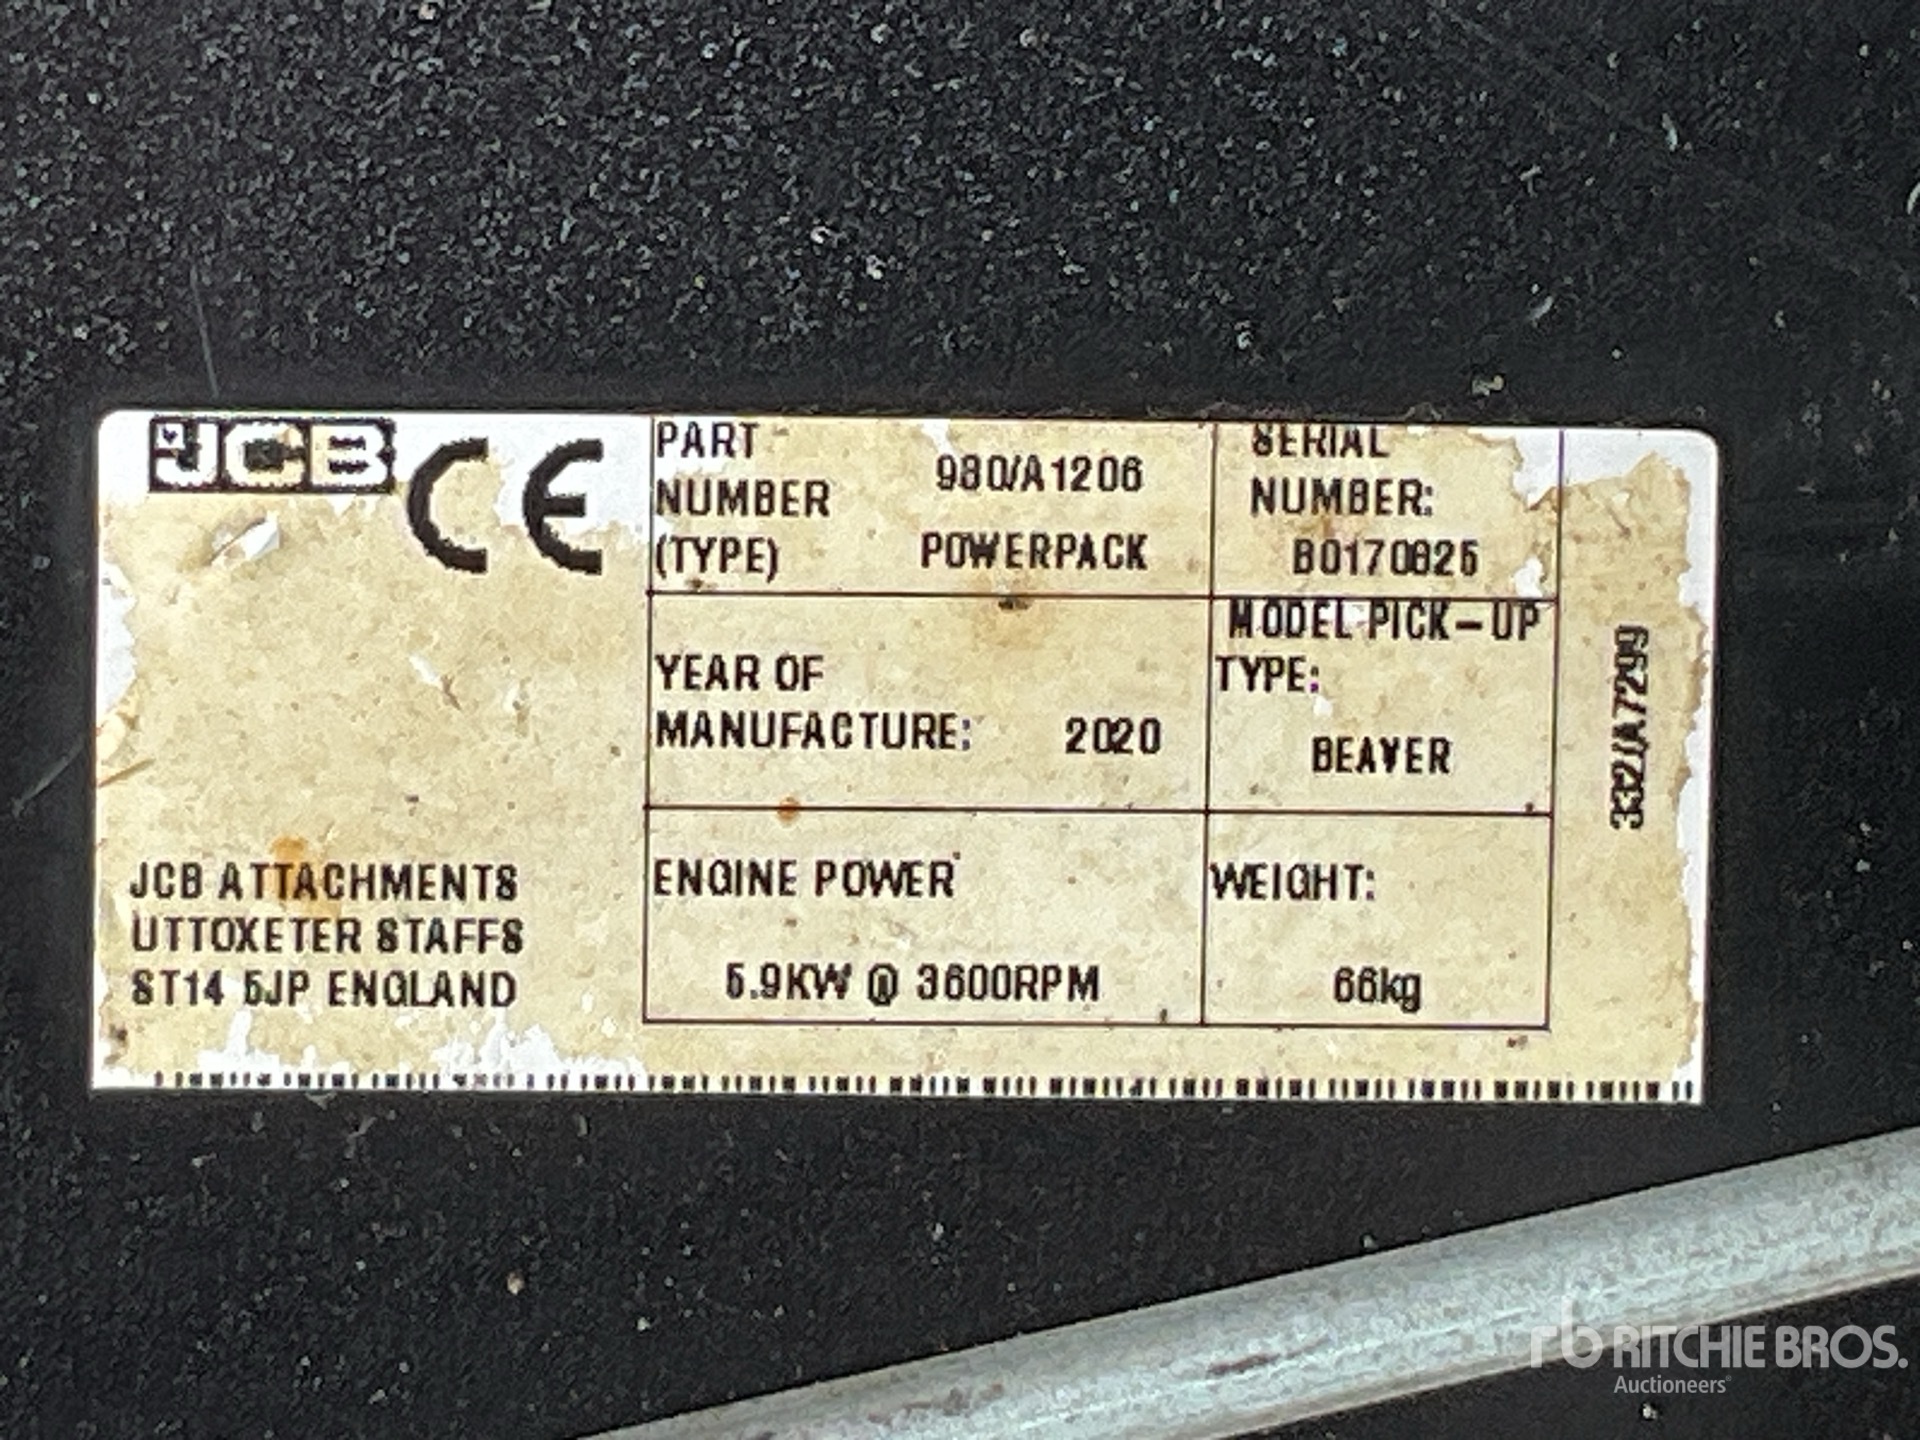 JCB CE
PART
NUMBER
(TYPE)
980/A1206
POWERPACK
SERIAL
NUMBER:
B0170825
YEAR OF
MANUFACTURE: 2020
MODEL PICK-UP
TYPE:
BEAVER
ENGINE POWER
5.9KW @ 3600RPM
WEIGHT:
66kg
JCB ATTACHMENTS
UTTOXETER STAFFS
ST14 5JP ENGLAND
332/A7299
rb RITCHIE BROS.
Auctioneers